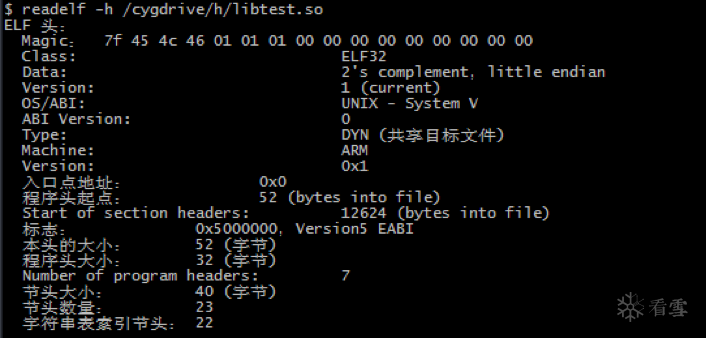 $ readelf -h /cygdrive/h/libtest.so
ELF 头：
Magic： 7f 45 4c 46 01 01 01 00 00 00 00 00 00 00 00 00
Class: ELF32
Data: 2's complement, little endian
Version: 1 (current)
OS/ABI: UNIX - System V
ABI Version: 0
Type: DYN (共享目标文件)
Machine: ARM
Version: 0x1
入口点地址： 0x0
程序头起点： 52 (bytes into file)
Start of section headers: 12624 (bytes into file)
标志： 0x5000000, Version5 EABI
本头的大小： 52 (字节)
程序头大小： 32 (字节)
Number of program headers: 7
节头大小： 40 (字节)
节头数量： 23
字符串表索引节头： 22
看雪